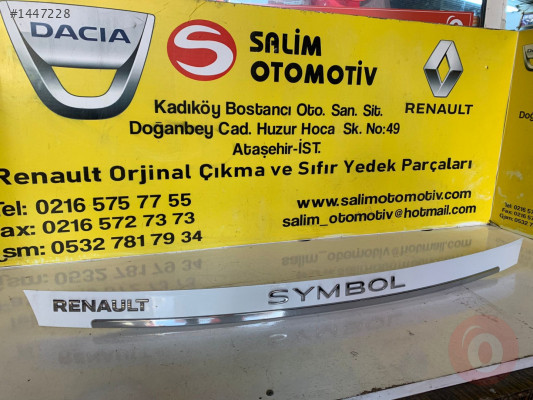 #1447228
DACIA
S
SALİM
OTOMOTİV
RENAULT
Kadıköy Bostancı Oto. San. Sit.
Doğanbey Cad. Huzur Hoca Sk. No:49
Ataşehir-İST.
Renault Orjinal Çıkma ve Sıfır Yedek Parçaları
Tel: 0216 575 77 55
Fax: 0216 572 73 73
Gsm: 0532 781 79 34
www.salimotomotiv.com
salim_otomotiv@hotmail.com
RENAULT SYMBOL